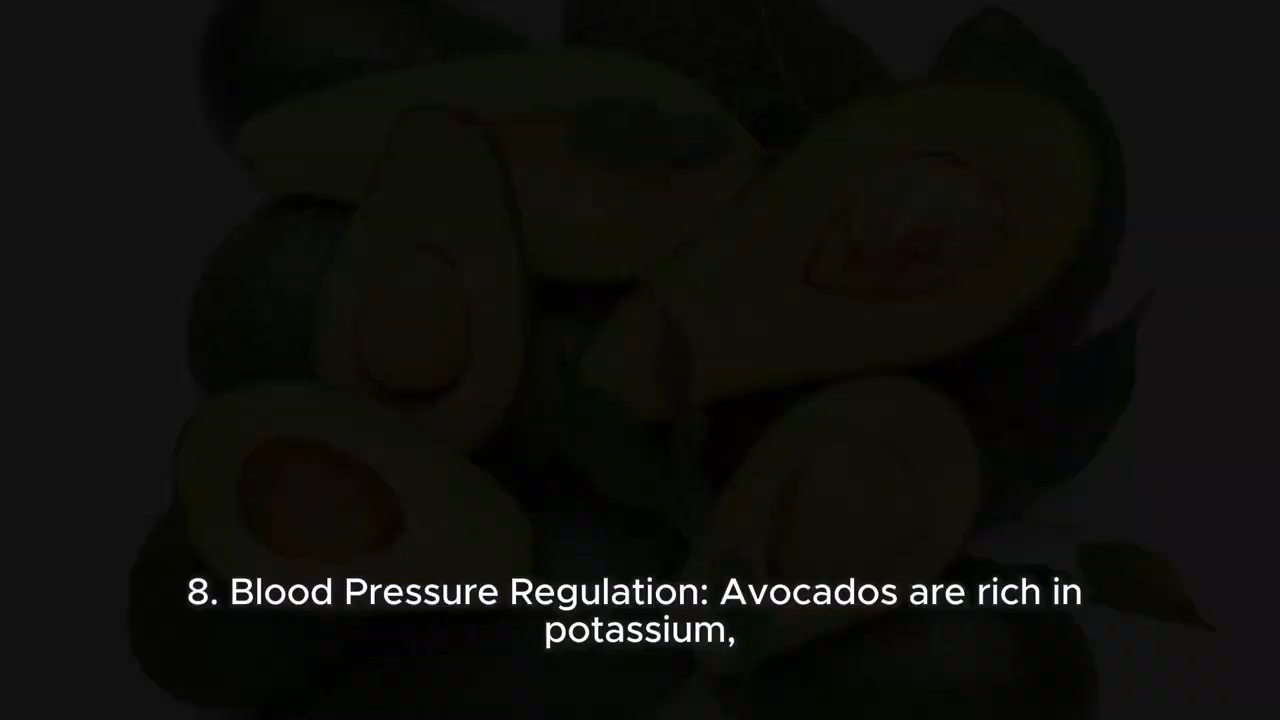 8. Blood Pressure Regulation: Avocados are rich in
potassium,